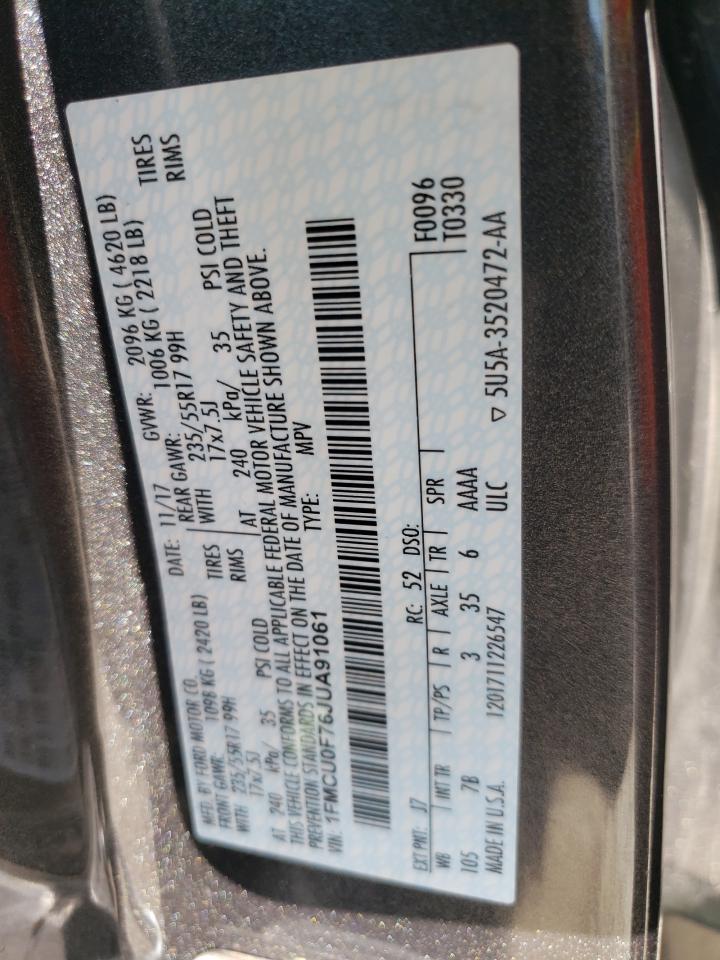 MFD. BY FORD MOTOR CO. DATE: 11/17 GVWR: 2096 KG ( 4620 LB)
FRONT GAWR: 1098 KG ( 2420 LB) REAR GAWR: 1006 KG ( 2218 LB)
WITH 235/55R17 99H TIRES WITH 235/55R17 99H TIRES
17x7.5J RIMS 17x7.5J RIMS
AT 240 kPa/ 35 PSI COLD AT 240 kPa/ 35 PSI COLD
THIS VEHICLE CONFORMS TO ALL APPLICABLE FEDERAL MOTOR VEHICLE SAFETY AND THEFT
PREVENTION STANDARDS IN EFFECT ON THE DATE OF MANUFACTURE SHOWN ABOVE.
VIN: 1FMCU0F76JUA91061 TYPE: MPV
EXT PNT: J7 RC: 52 DSO: F0096
WB INT TR TP/PS R AXLE TR SPR T0330
105 7B 3 35 6 AAAA
MADE IN U.S.A. 1201711226547 ULC ▽ 5U5A-3520472-AA